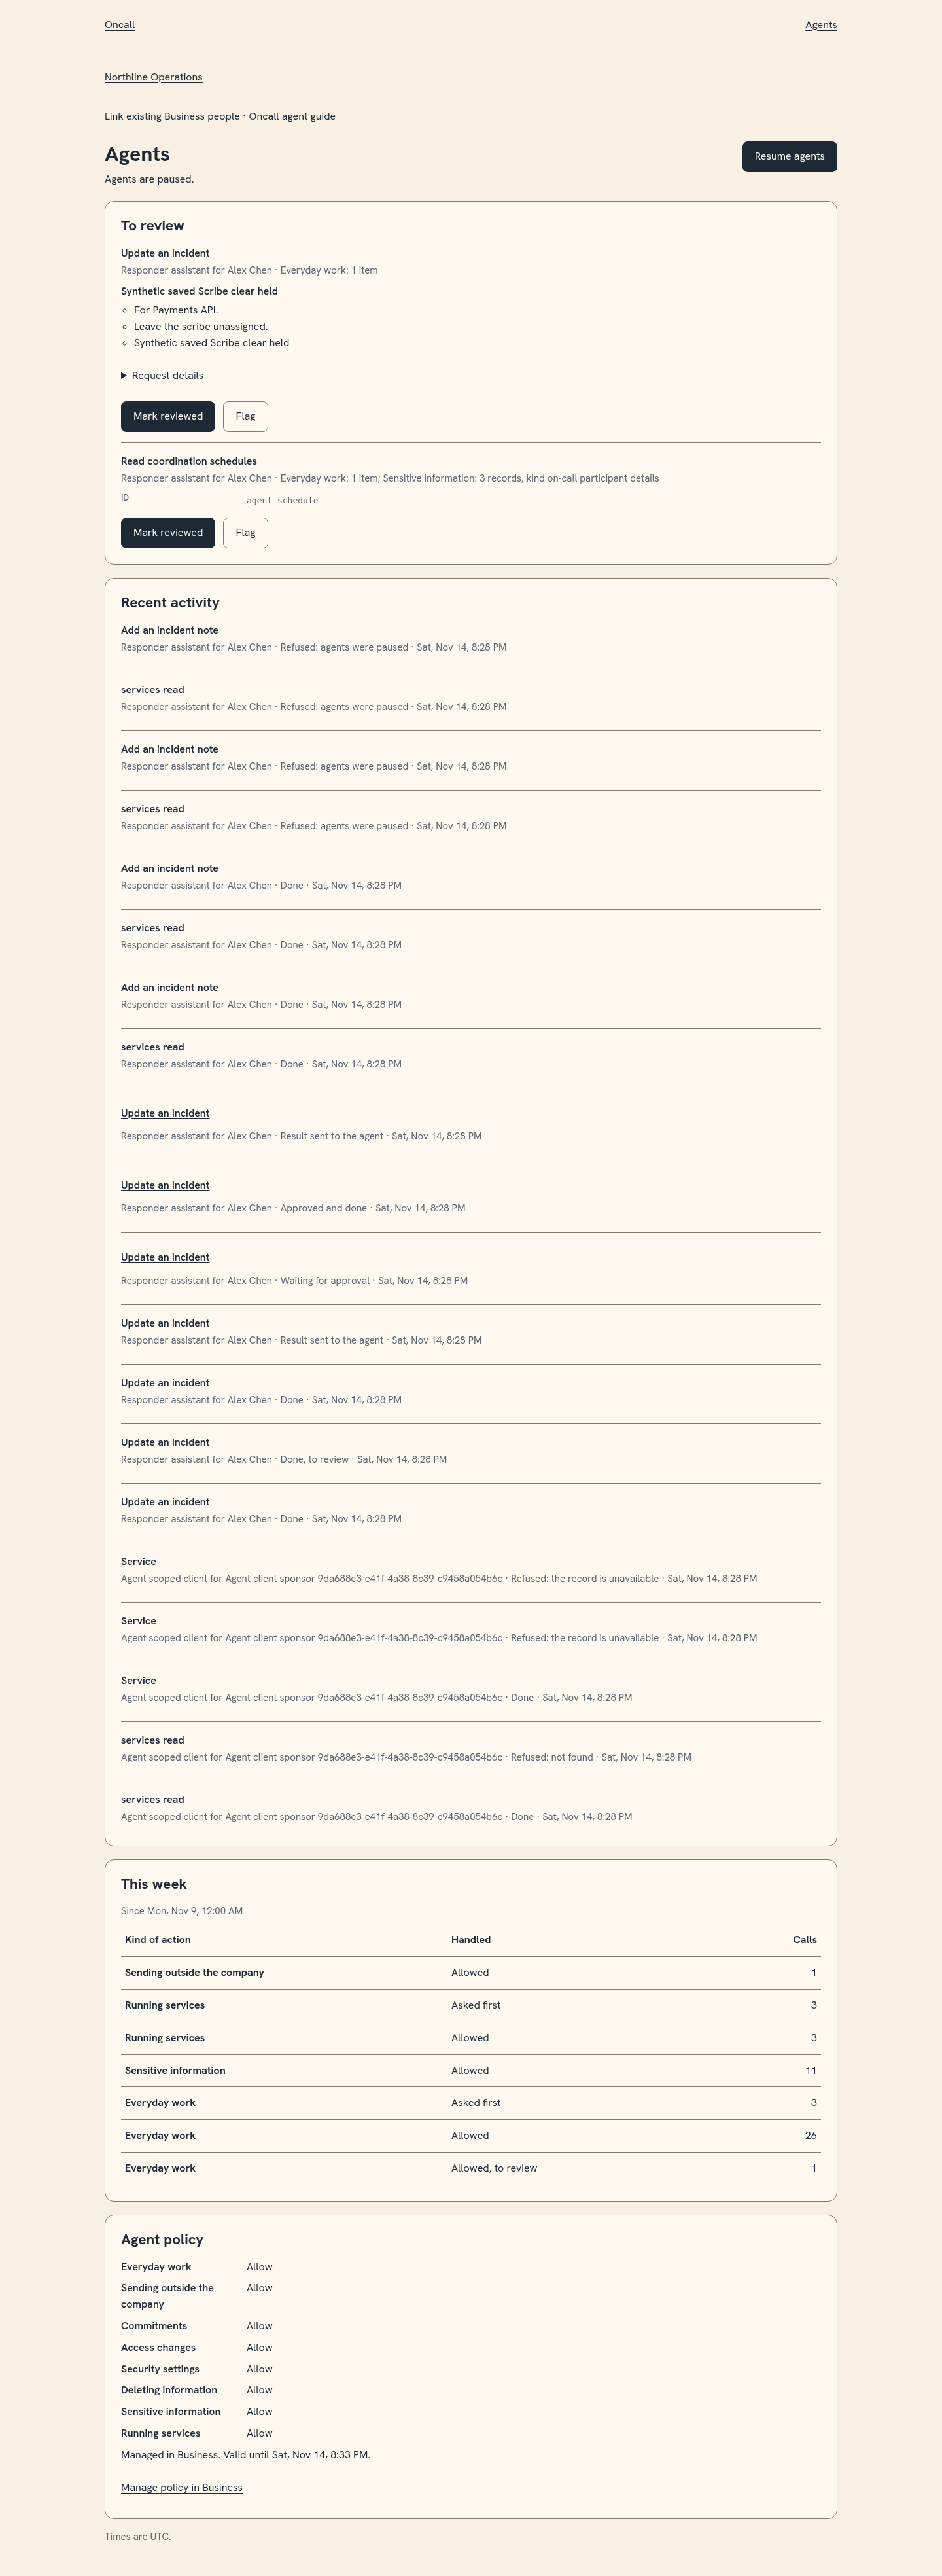 Oncall
Agents
Northline Operations
Link existing Business people · Oncall agent guide
Agents
Resume agents
Agents are paused.
To review
Update an incident
Responder assistant for Alex Chen · Everyday work: 1 item
Synthetic saved Scribe clear held
For Payments API.
Leave the scribe unassigned.
Synthetic saved Scribe clear held
Request details
Mark reviewed
Flag
Read coordination schedules
Responder assistant for Alex Chen · Everyday work: 1 item; Sensitive information: 3 records, kind on-call participant details
ID
agent-schedule
Mark reviewed
Flag
Recent activity
Add an incident note
Responder assistant for Alex Chen · Refused: agents were paused · Sat, Nov 14, 8:28 PM
services read
Responder assistant for Alex Chen · Refused: agents were paused · Sat, Nov 14, 8:28 PM
Add an incident note
Responder assistant for Alex Chen · Refused: agents were paused · Sat, Nov 14, 8:28 PM
services read
Responder assistant for Alex Chen · Refused: agents were paused · Sat, Nov 14, 8:28 PM
Add an incident note
Responder assistant for Alex Chen · Done · Sat, Nov 14, 8:28 PM
services read
Responder assistant for Alex Chen · Done · Sat, Nov 14, 8:28 PM
Add an incident note
Responder assistant for Alex Chen · Done · Sat, Nov 14, 8:28 PM
services read
Responder assistant for Alex Chen · Done · Sat, Nov 14, 8:28 PM
Update an incident
Responder assistant for Alex Chen · Result sent to the agent · Sat, Nov 14, 8:28 PM
Update an incident
Responder assistant for Alex Chen · Approved and done · Sat, Nov 14, 8:28 PM
Update an incident
Responder assistant for Alex Chen · Waiting for approval · Sat, Nov 14, 8:28 PM
Update an incident
Responder assistant for Alex Chen · Result sent to the agent · Sat, Nov 14, 8:28 PM
Update an incident
Responder assistant for Alex Chen · Done · Sat, Nov 14, 8:28 PM
Update an incident
Responder assistant for Alex Chen · Done, to review · Sat, Nov 14, 8:28 PM
Update an incident
Responder assistant for Alex Chen · Done · Sat, Nov 14, 8:28 PM
Service
Agent scoped client for Agent client sponsor 9da688e3-e41f-4a38-8c39-c9458a054b6c · Refused: the record is unavailable · Sat, Nov 14, 8:28 PM
Service
Agent scoped client for Agent client sponsor 9da688e3-e41f-4a38-8c39-c9458a054b6c · Refused: the record is unavailable · Sat, Nov 14, 8:28 PM
Service
Agent scoped client for Agent client sponsor 9da688e3-e41f-4a38-8c39-c9458a054b6c · Done · Sat, Nov 14, 8:28 PM
services read
Agent scoped client for Agent client sponsor 9da688e3-e41f-4a38-8c39-c9458a054b6c · Refused: not found · Sat, Nov 14, 8:28 PM
services read
Agent scoped client for Agent client sponsor 9da688e3-e41f-4a38-8c39-c9458a054b6c · Done · Sat, Nov 14, 8:28 PM
This week
Since Mon, Nov 9, 12:00 AM
Kind of action Handled Calls
Sending outside the company Allowed 1
Running services Asked first 3
Running services Allowed 3
Sensitive information Allowed 11
Everyday work Asked first 3
Everyday work Allowed 26
Everyday work Allowed, to review 1
Agent policy
Everyday work Allow
Sending outside the company Allow
Commitments Allow
Access changes Allow
Security settings Allow
Deleting information Allow
Sensitive information Allow
Running services Allow
Managed in Business. Valid until Sat, Nov 14, 8:33 PM.
Manage policy in Business
Times are UTC.